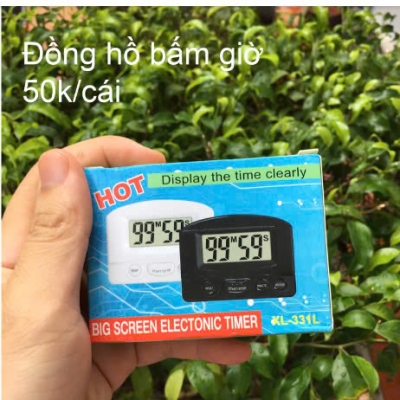 Đồng hồ bấm giờ
50k/cái
HOT
Display the time clearly
99M59S
99M59S
BIG SCREEN ELECTONIC TIMER
KL-331L